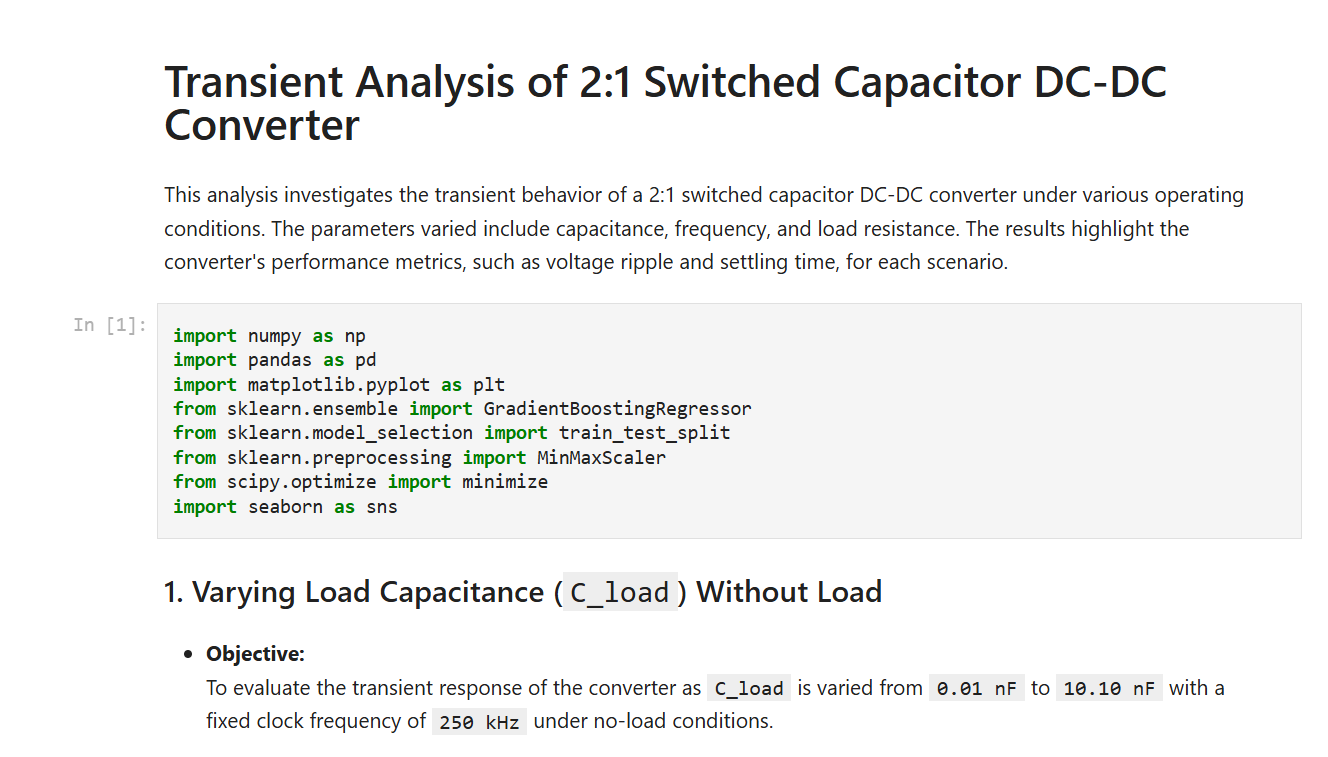 Transient Analysis of 2:1 Switched Capacitor DC-DC
Converter
This analysis investigates the transient behavior of a 2:1 switched capacitor DC-DC converter under various operating
conditions. The parameters varied include capacitance, frequency, and load resistance. The results highlight the
converter's performance metrics, such as voltage ripple and settling time, for each scenario.
In [1]:
import numpy as np
import pandas as pd
import matplotlib.pyplot as plt
from sklearn.ensemble import GradientBoostingRegressor
from sklearn.model_selection import train_test_split
from sklearn.preprocessing import MinMaxScaler
from scipy.optimize import minimize
import seaborn as sns
1. Varying Load Capacitance (C_load) Without Load
• Objective:
To evaluate the transient response of the converter as C_load is varied from 0.01 nF to 10.10 nF with a
fixed clock frequency of 250 kHz under no-load conditions.